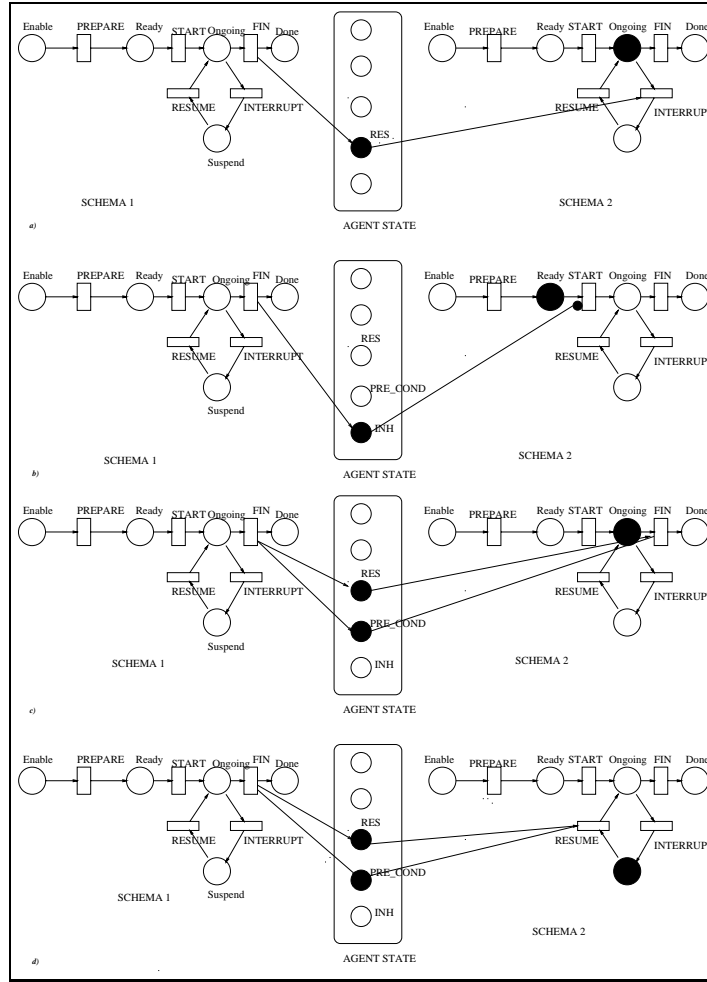 Enable PREPARE Ready START Ongoing FIN Done
RESUME INTERRUPT
Suspend
SCHEMA 1
a)
RES
AGENT STATE
Enable PREPARE Ready START Ongoing FIN Done
RESUME INTERRUP
SCHEMA 2
Enable PREPARE Ready START Ongoing FIN Done
RESUME INTERRUPT
Suspend
SCHEMA 1
b)
RES
PRE_COND
INH
AGENT STATE
Enable PREPARE Ready START Ongoing FIN Done
RESUME INTERRUP
SCHEMA 2
Enable PREPARE Ready START Ongoing FIN Done
RESUME INTERRUPT
Suspend
SCHEMA 1
c)
RES
PRE_COND
INH
AGENT STATE
Enable PREPARE Ready START Ongoing FIN Done
RESUME INTERRUP
SCHEMA 2
Enable PREPARE Ready START Ongoing FIN Done
RESUME INTERRUPT
Suspend
SCHEMA 1
d)
RES
PRE_COND
INH
AGENT STATE
Enable PREPARE Ready START Ongoing FIN Done
RESUME INTERRUP
SCHEMA 2